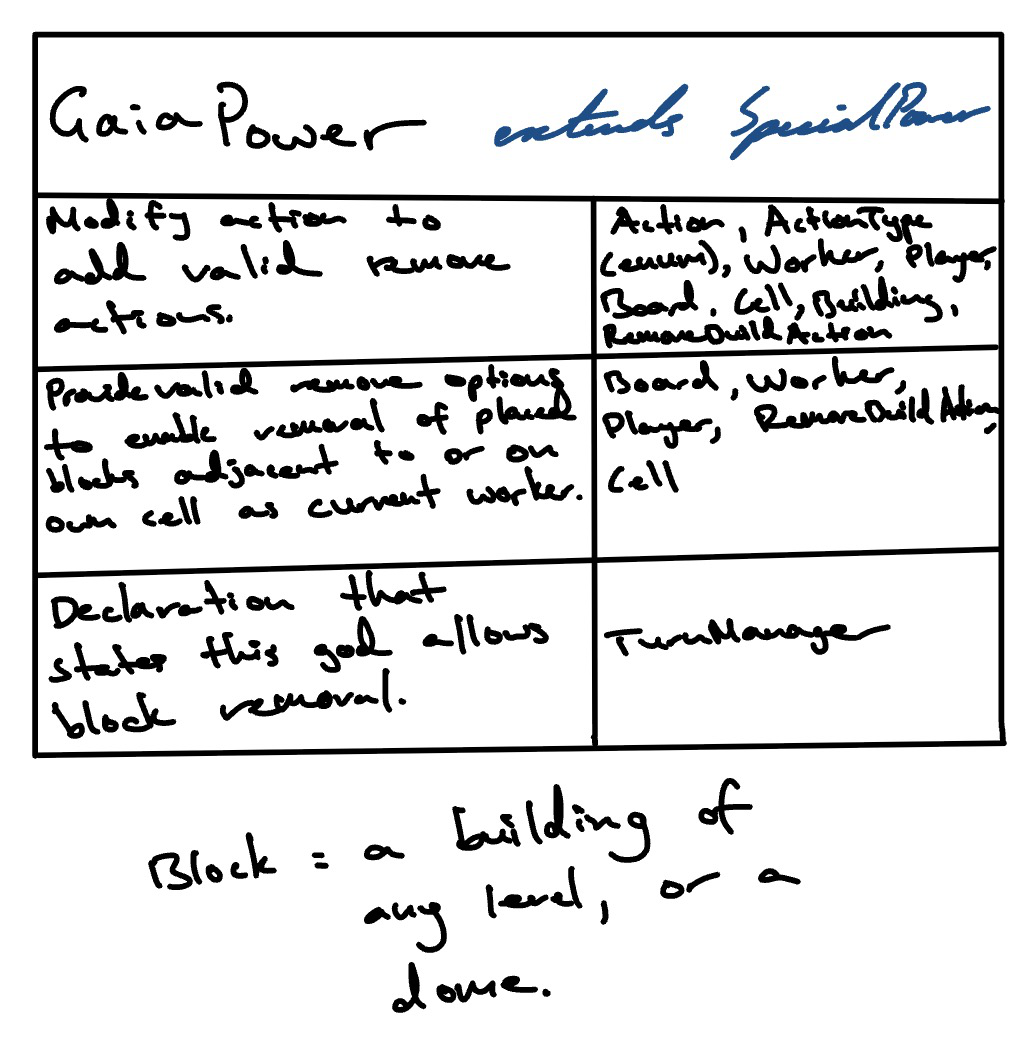 GaiaPower extends SpecialPower
Modify action to
add valid remove
actions.
Action, ActionType
(enum), Worker, Player,
Board, Cell, Building,
RemoveBuildAction
Provide valid remove options
to enable removal of placed
blocks adjacent to or on
own cell as current worker.
Board, Worker,
Player, RemoveBuildAction,
Cell
Declaration that
states this god allows
block removal.
TurnManager
Block = a building of
any level, or a
dome.